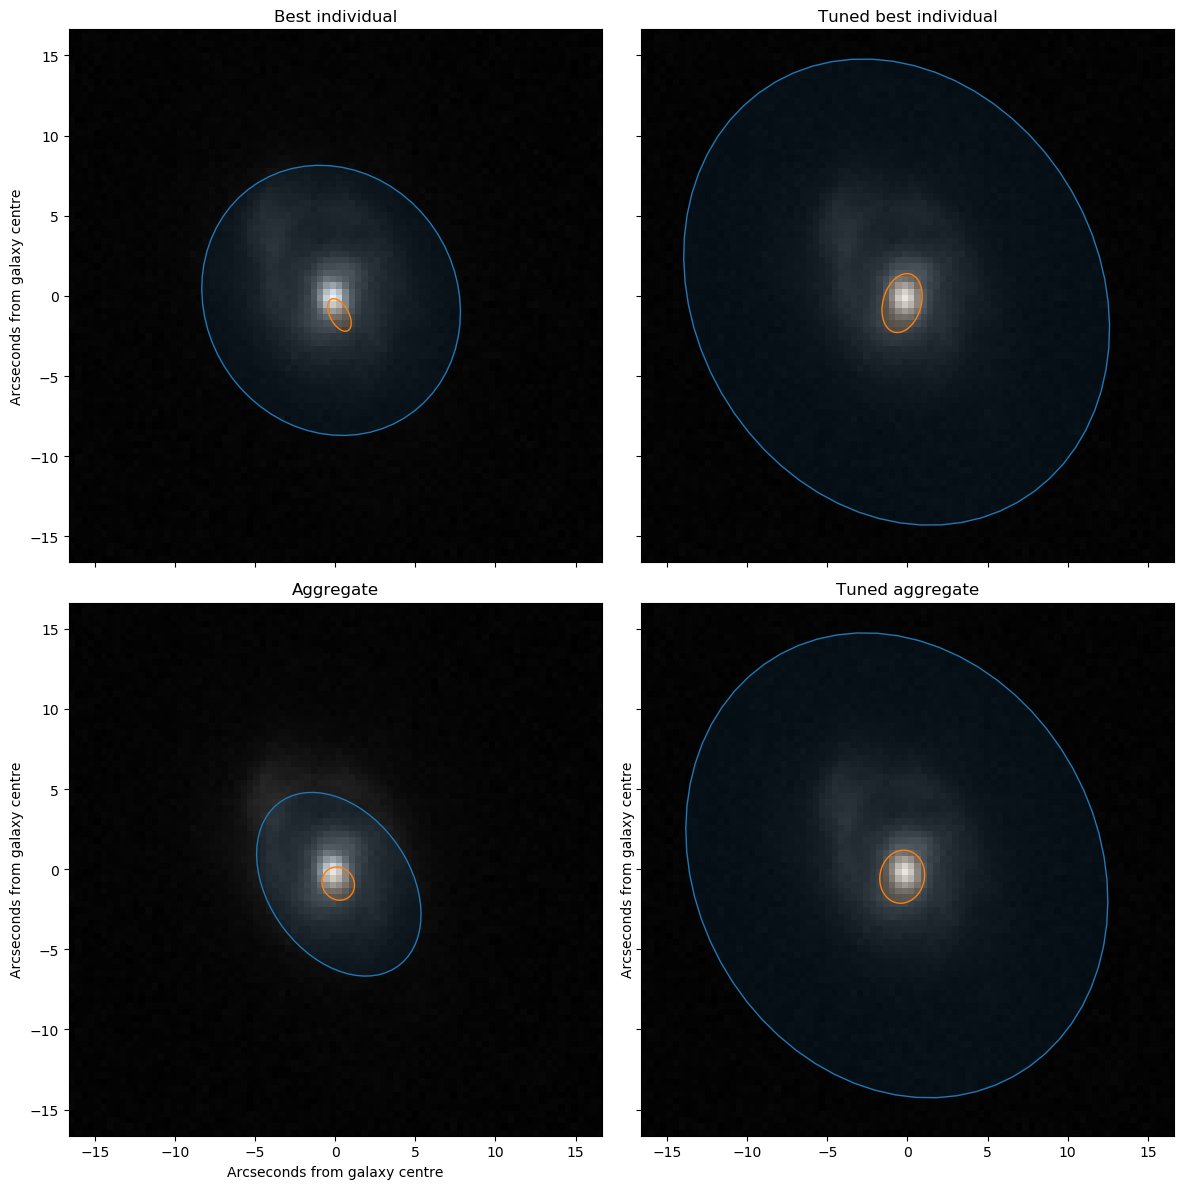 Best individual
Tuned best individual
15
10
5
0
−5
−10
−15
Arcseconds from galaxy centre
Aggregate
Tuned aggregate
15
10
5
0
−5
−10
−15
Arcseconds from galaxy centre
Arcseconds from galaxy centre
−15 −10 −5 0 5 10 15
−15 −10 −5 0 5 10 15
Arcseconds from galaxy centre